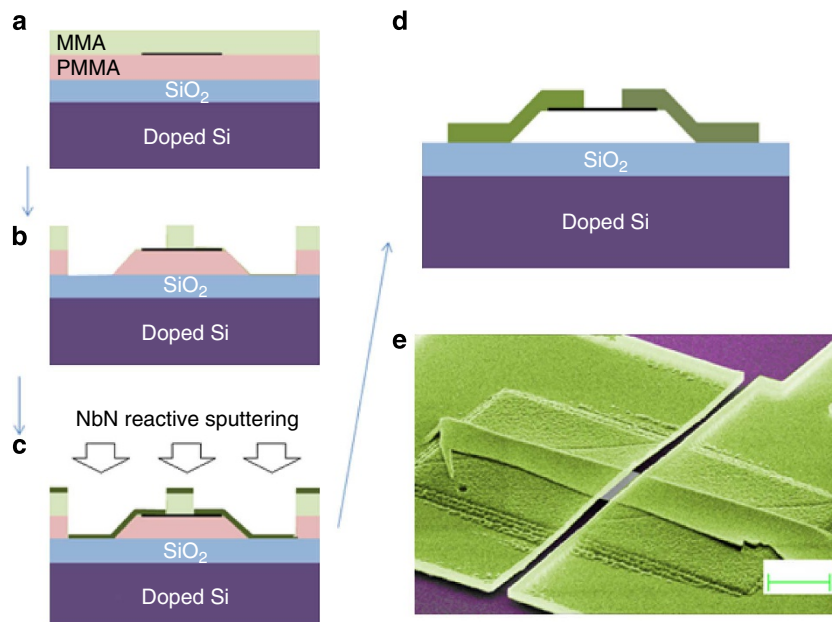 a
MMA
PMMA
SiO₂
Doped Si
b
SiO₂
Doped Si
NbN reactive sputtering
c
SiO₂
Doped Si
d
SiO₂
Doped Si
e